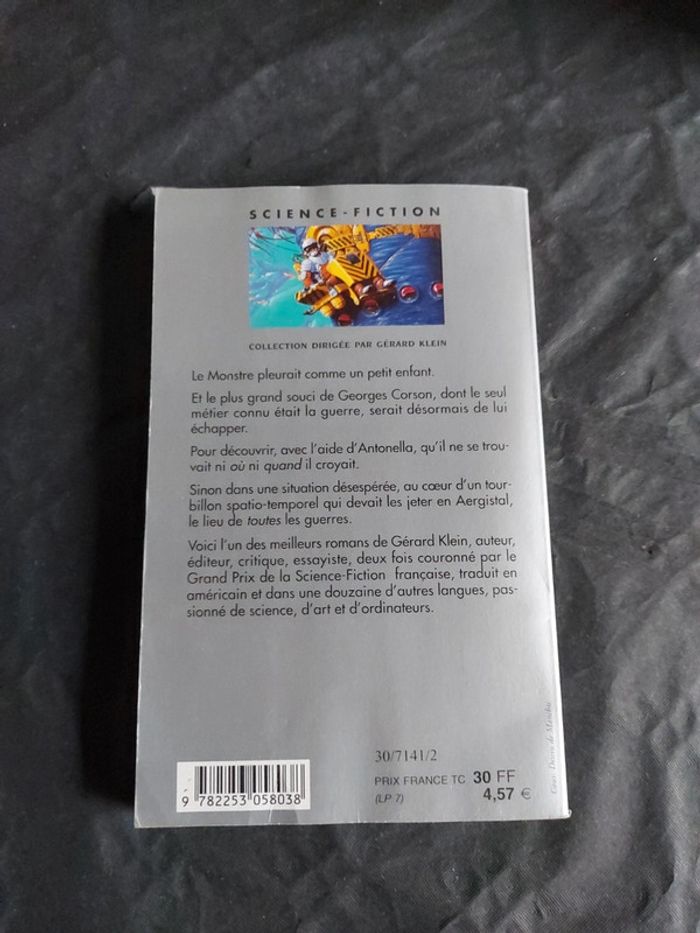 SCIENCE-FICTION
COLLECTION DIRIGÉE PAR GÉRARD KLEIN
Le Monstre pleurait comme un petit enfant.
Et le plus grand souci de Georges Corson, dont le seul
métier connu était la guerre, serait désormais de lui
échapper.
Pour découvrir, avec l'aide d'Antonella, qu'il ne se trou-
vait ni où ni quand il croyait.
Sinon dans une situation désespérée, au cœur d'un tour-
billon spatio-temporel qui devait les jeter en Aergistal,
le lieu de toutes les guerres.
Voici l'un des meilleurs romans de Gérard Klein, auteur,
éditeur, critique, essayiste, deux fois couronné par le
Grand Prix de la Science-Fiction française, traduit en
américain et dans une douzaine d'autres langues, pas-
sionné de science, d'art et d'ordinateurs.
30/7141/2
PRIX FRANCE TC 30 FF
(LP 7) 4,57 €
9 782253 058038
de Manchu